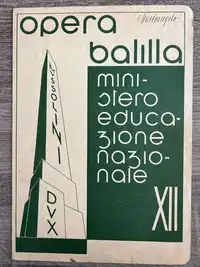 opera
balilla
mini-
stero
educa-
zione
nazio-
nale
XII
MUSSOLINI
DVX